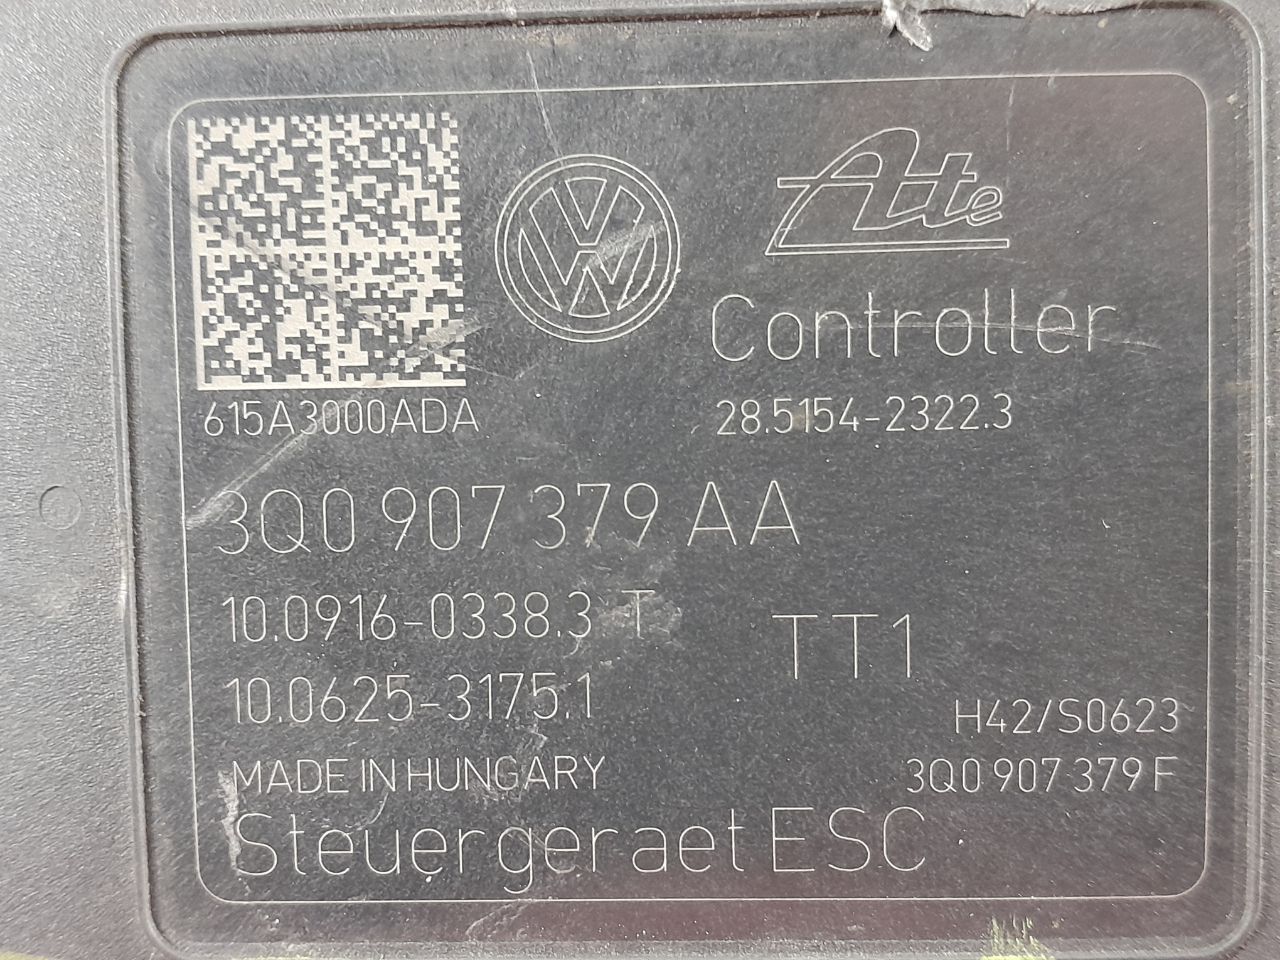 Ate
Controller
615A3000ADA
28.5154-2322.3
3Q0 907 379 AA
10.0916-0338.3 T
TT1
10.0625-3175.1
H42/S0623
MADE IN HUNGARY
3Q0 907 379 F
Steuergeraet ESC